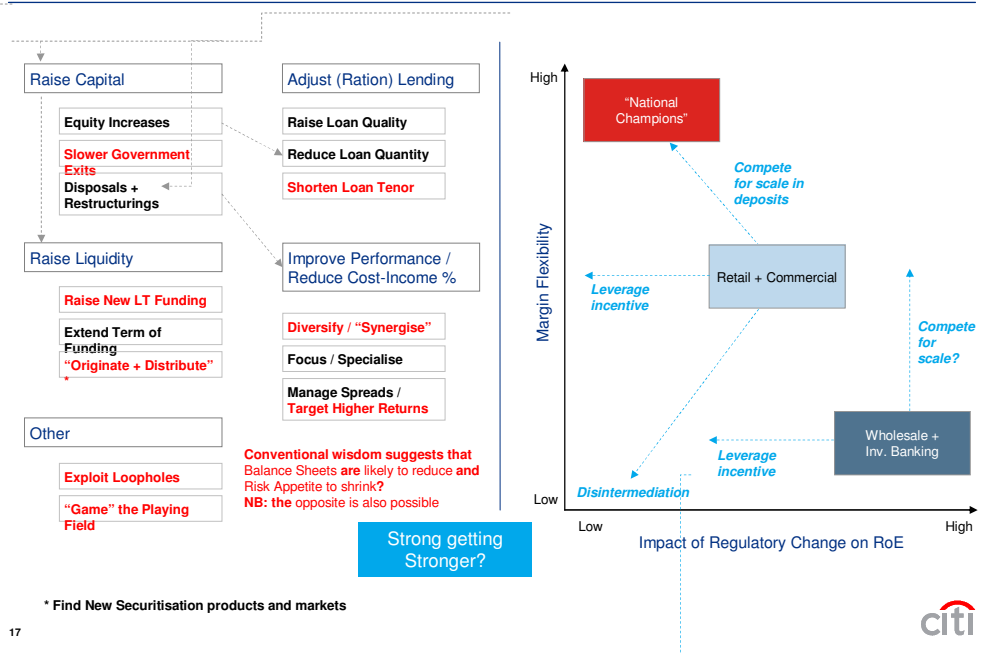 Raise Capital
Equity Increases
Slower Government
Exits
Disposals +
Restructurings
Raise Liquidity
Raise New LT Funding
Extend Term of
Funding
“Originate + Distribute”
*
Other
Exploit Loopholes
“Game” the Playing
Field
Adjust (Ration) Lending
Raise Loan Quality
Reduce Loan Quantity
Shorten Loan Tenor
Improve Performance /
Reduce Cost-Income %
Diversify / “Synergise”
Focus / Specialise
Manage Spreads /
Target Higher Returns
Conventional wisdom suggests that
Balance Sheets are likely to reduce and
Risk Appetite to shrink?
NB: the opposite is also possible
Strong getting
Stronger?
High
“National
Champions”
Compete
for scale in
deposits
Margin Flexibility
Retail + Commercial
Leverage
incentive
Compete
for
scale?
Wholesale +
Inv. Banking
Leverage
incentive
Disintermediation
Low
Low
High
Impact of Regulatory Change on RoE
* Find New Securitisation products and markets
17
citi